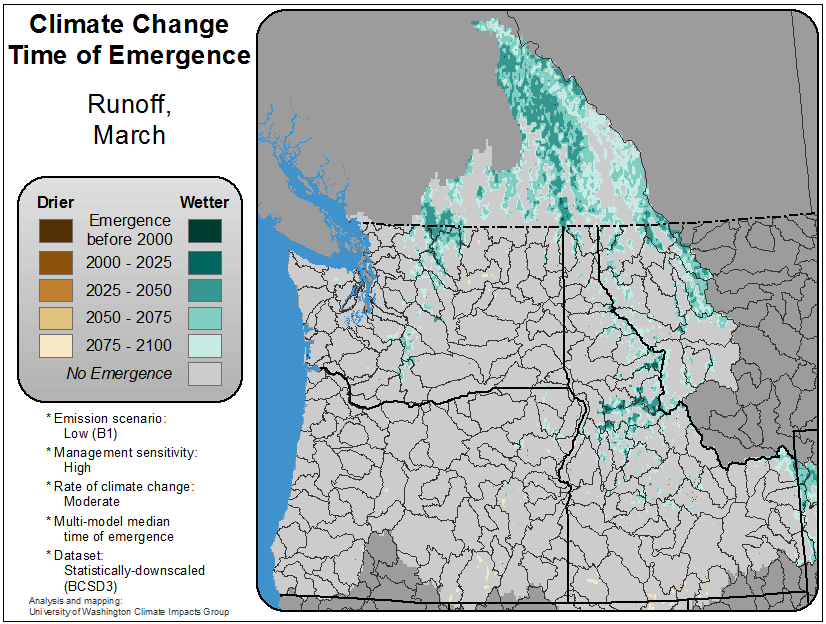 Climate Change
Time of Emergence
Runoff,
March
Drier Wetter
Emergence
before 2000
2000 - 2025
2025 - 2050
2050 - 2075
2075 - 2100
No Emergence
* Emission scenario:
Low (B1)
* Management sensitivity:
High
* Rate of climate change:
Moderate
* Multi-model median
time of emergence
* Dataset:
Statistically-downscaled
(BCSD3)
Analysis and mapping:
University of Washington Climate Impacts Group